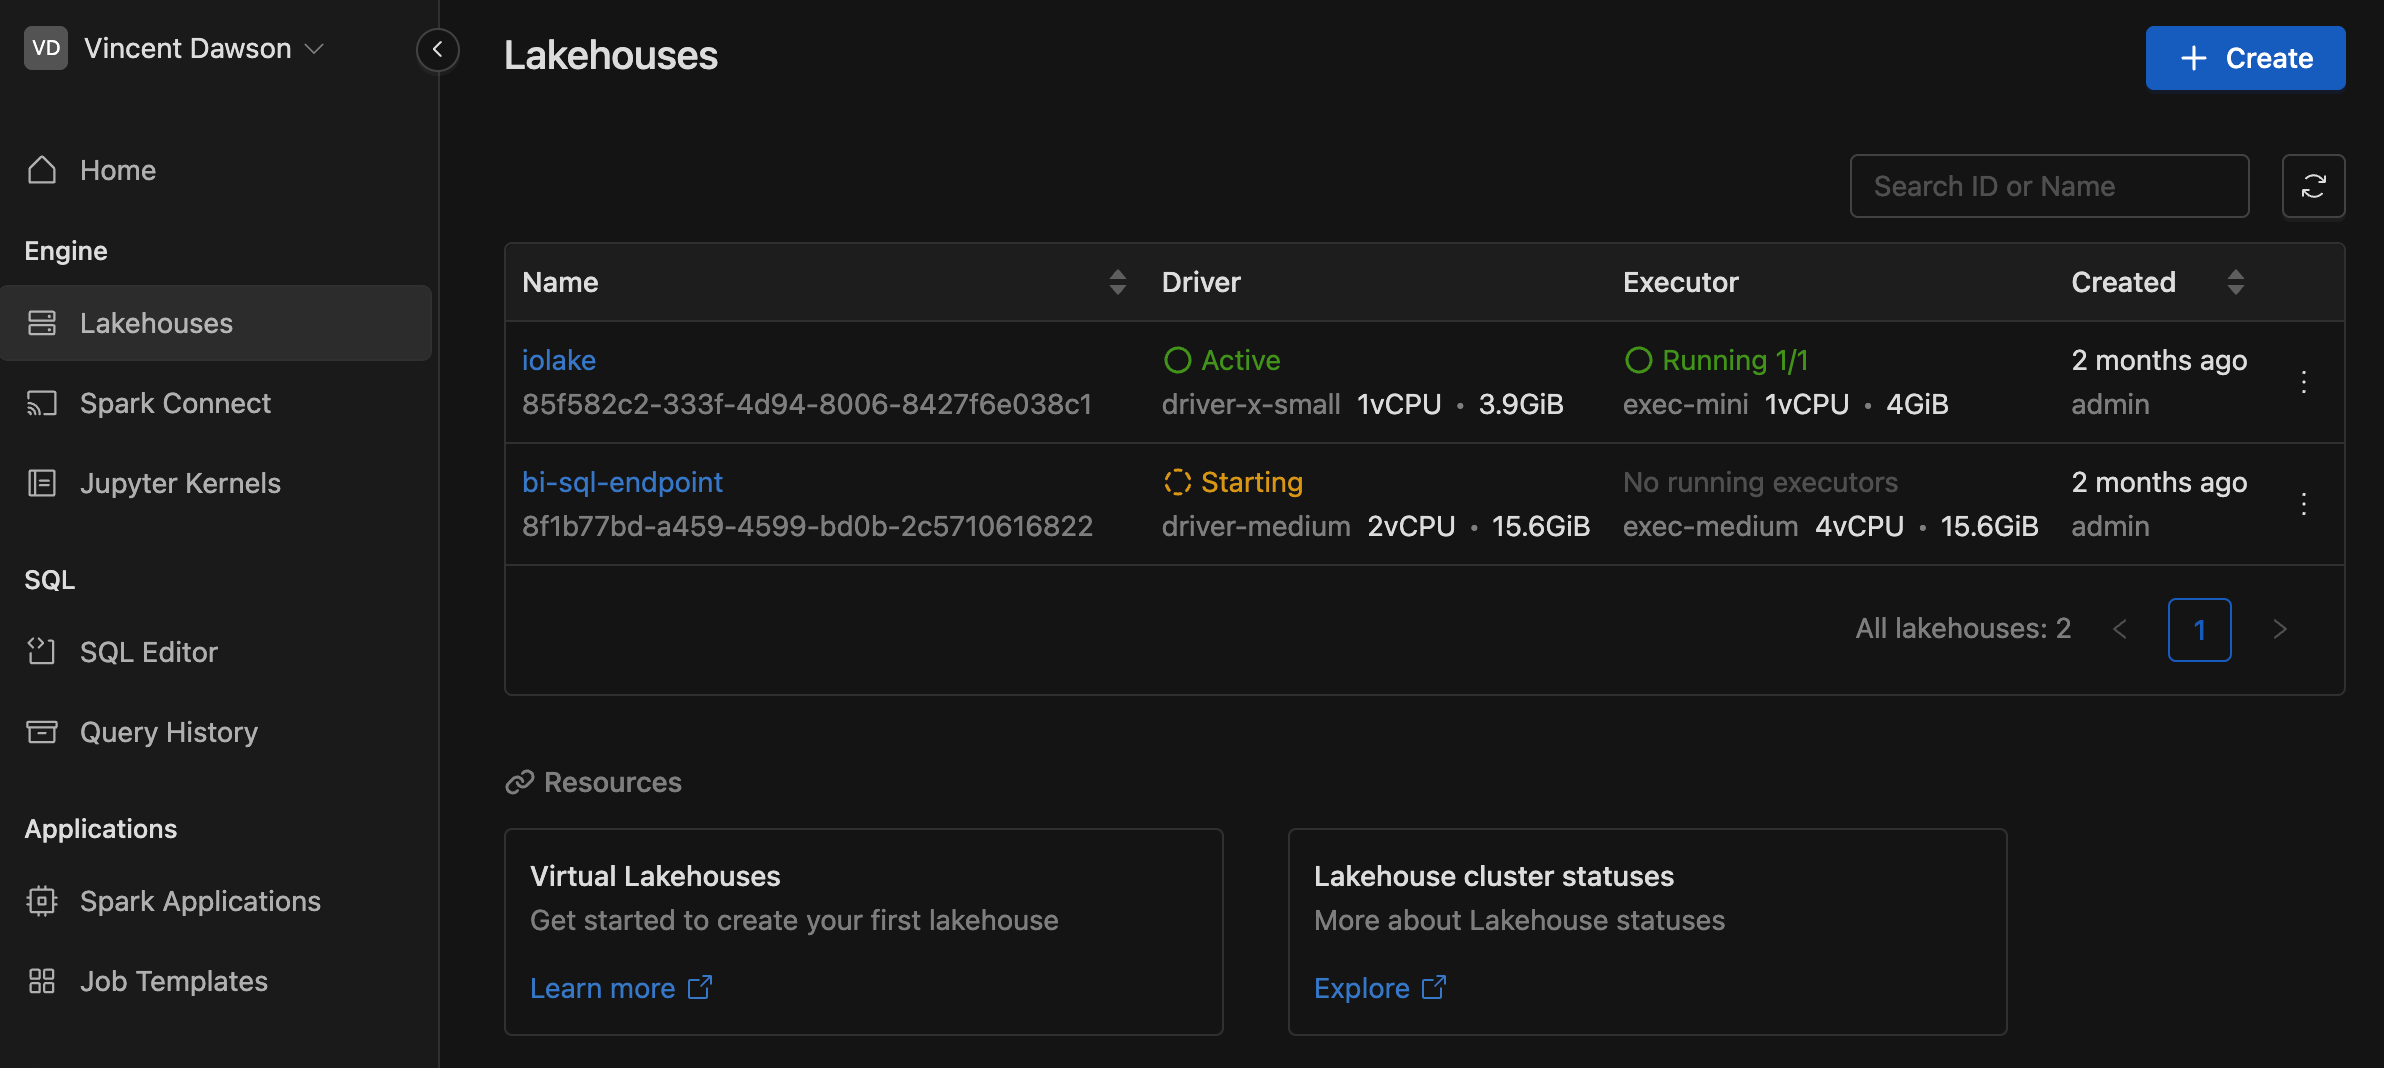 VD Vincent Dawson
Home
Engine
Lakehouses
Spark Connect
Jupyter Kernels
SQL
SQL Editor
Query History
Applications
Spark Applications
Job Templates
Lakehouses
Create
Search ID or Name
Name Driver Executor Created
iolake Active Running 1/1 2 months ago
85f582c2-333f-4d94-8006-8427f6e038c1 driver-x-small 1vCPU • 3.9GiB exec-mini 1vCPU • 4GiB admin
bi-sql-endpoint Starting No running executors 2 months ago
8f1b77bd-a459-4599-bd0b-2c5710616822 driver-medium 2vCPU • 15.6GiB exec-medium 4vCPU • 15.6GiB admin
All lakehouses: 2 1
Resources
Virtual Lakehouses
Get started to create your first lakehouse
Learn more
Lakehouse cluster statuses
More about Lakehouse statuses
Explore